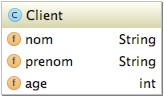 C Client
f nom String
f prenom String
f age int